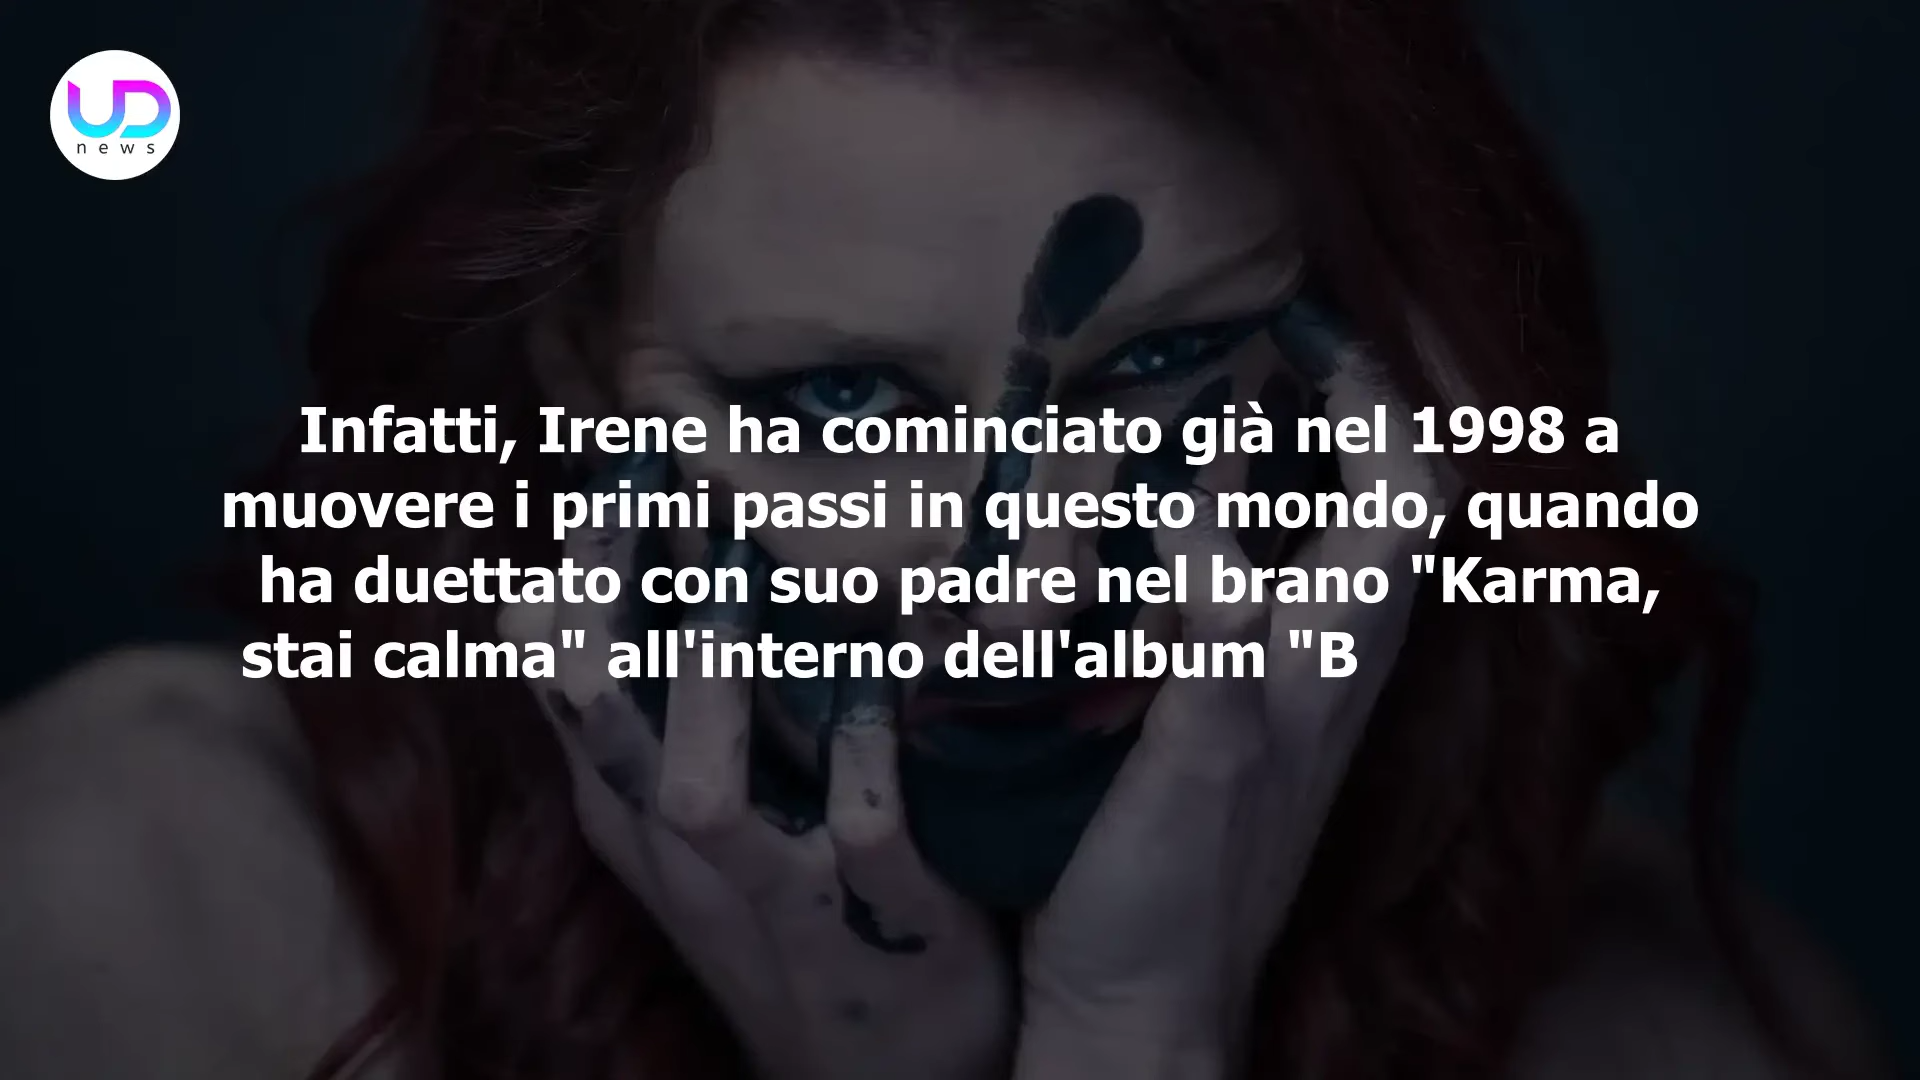 UD
news
Infatti, Irene ha cominciato già nel 1998 a
muovere i primi passi in questo mondo, quando
ha duettato con suo padre nel brano "Karma,
stai calma" all'interno dell'album "B